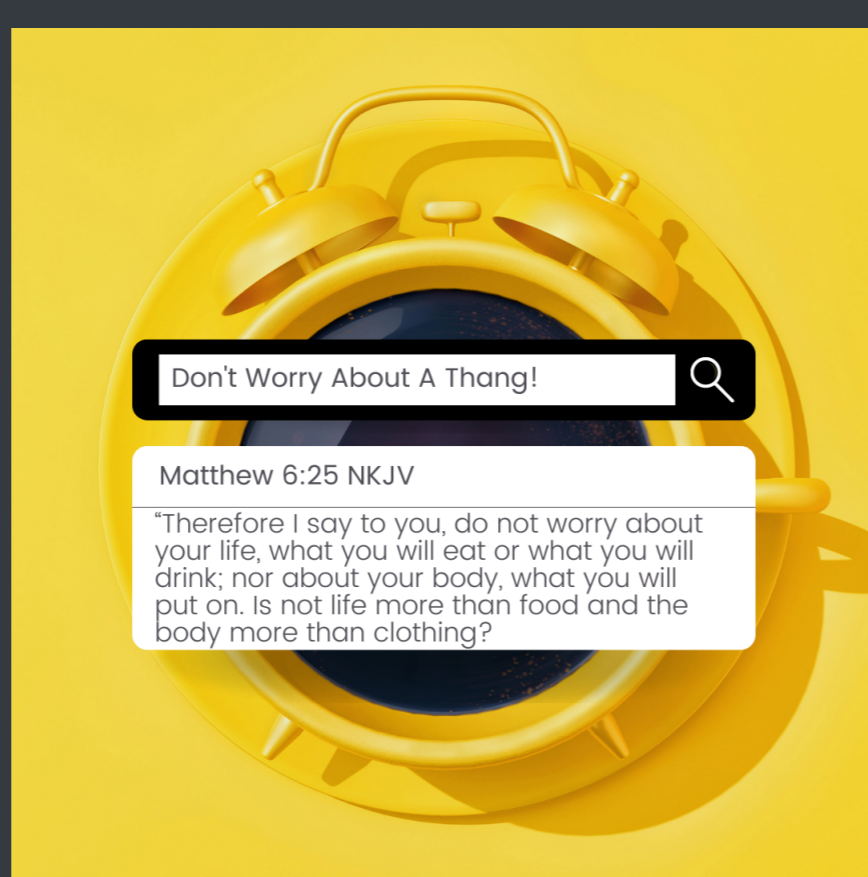 Don't Worry About A Thang!
Matthew 6:25 NKJV
“Therefore I say to you, do not worry about
your life, what you will eat or what you will
drink; nor about your body, what you will
put on. Is not life more than food and the
body more than clothing?